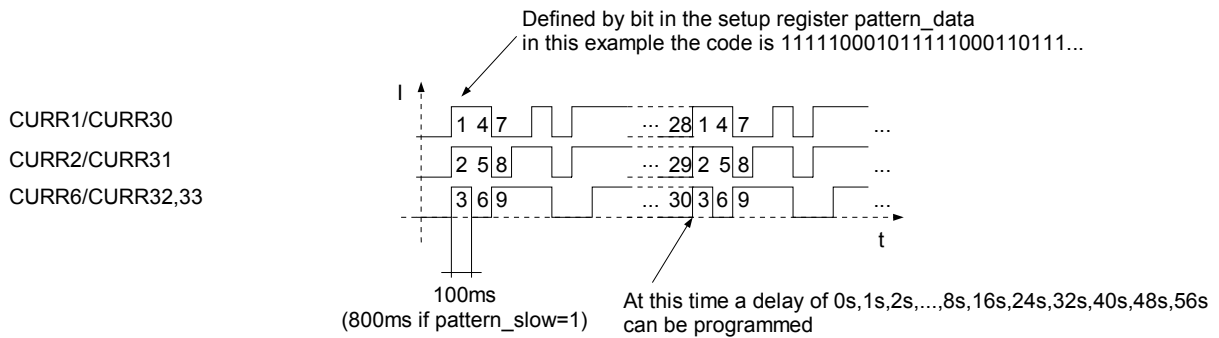 Defined by bit in the setup register pattern_data
in this example the code is 111110001011111000110111...
I
CURR1/CURR30
1 4 7 ... 28 1 4 7 ...
CURR2/CURR31
2 5 8 ... 29 2 5 8 ...
CURR6/CURR32,33
3 6 9 ... 30 3 6 9 ...
t
100ms
(800ms if pattern_slow=1)
At this time a delay of 0s,1s,2s,...,8s,16s,24s,32s,40s,48s,56s
can be programmed